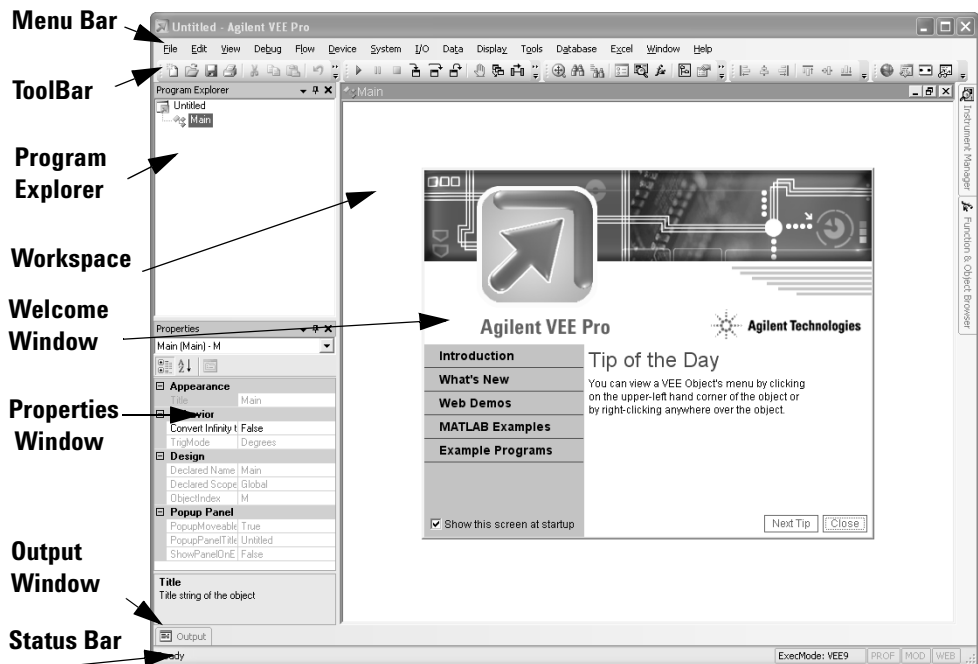 Menu Bar
ToolBar
Program
Explorer
Workspace
Welcome
Window
Properties
Window
Output
Window
Status Bar
Untitled - Agilent VEE Pro
File Edit View Debug Flow Device System I/O Data Display Tools Database Excel Window Help
Program Explorer
Untitled
Main
Main
Instrument Manager
Function & Object Browser
Agilent VEE Pro
Agilent Technologies
Introduction
What's New
Web Demos
MATLAB Examples
Example Programs
Show this screen at startup
Tip of the Day
You can view a VEE Object's menu by clicking
on the upper-left hand corner of the object or
by right-clicking anywhere over the object.
Next Tip Close
Properties
Main (Main) - M
Appearance
Title Main
Convert Infinity t False
TrigMode Degrees
Design
Declared Name Main
Declared Scope Global
ObjectIndex M
Popup Panel
PopupMoveable True
PopupPanelTitle Untitled
ShowPanelOnE False
Title
Title string of the object
Output
ExecMode: VEE9 PROF MOD WEB